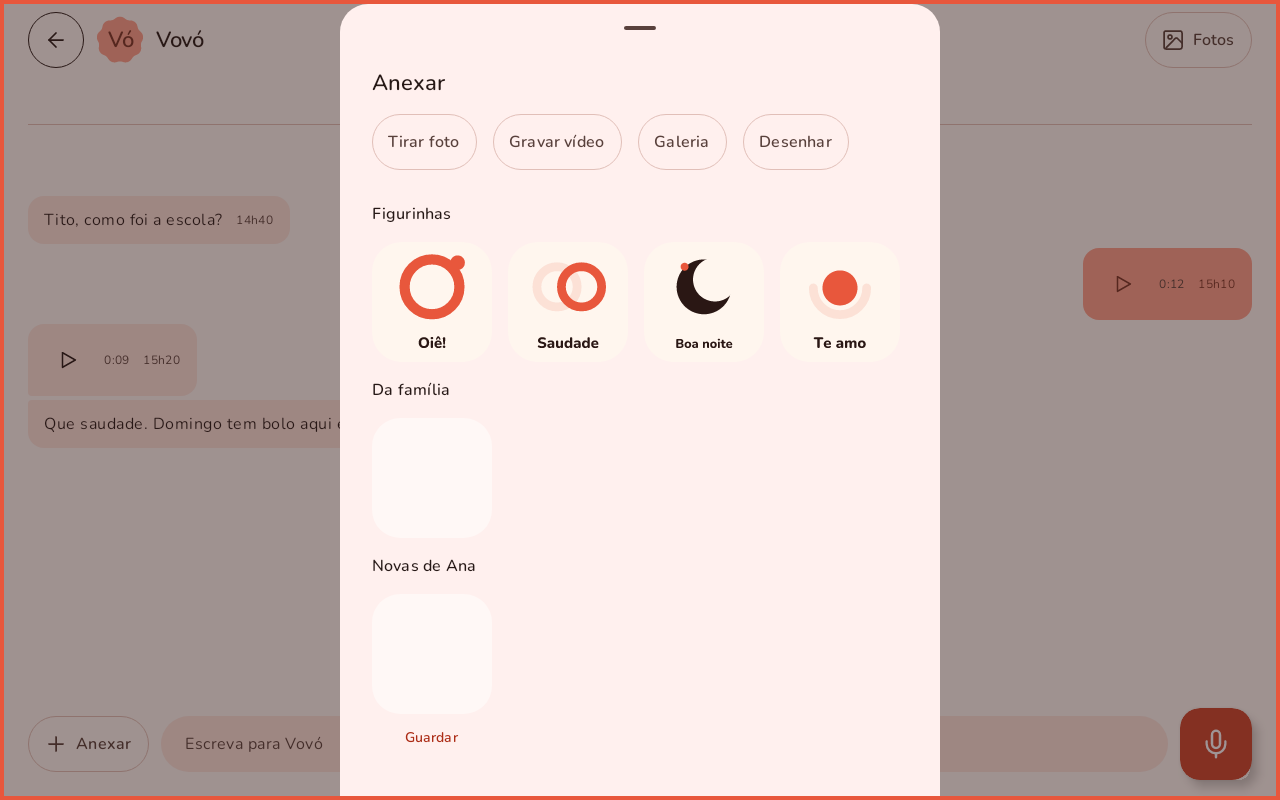 Vó Vovó
Fotos
Anexar
Tirar foto Gravar vídeo Galeria Desenhar
Tito, como foi a escola? 14h40
Figurinhas
0:12 15h10
Oiê! Saudade Boa noite Te amo
0:09 15h20
Da família
Que saudade. Domingo tem bolo aqui
Novas de Ana
Guardar
Anexar
Escreva para Vovó